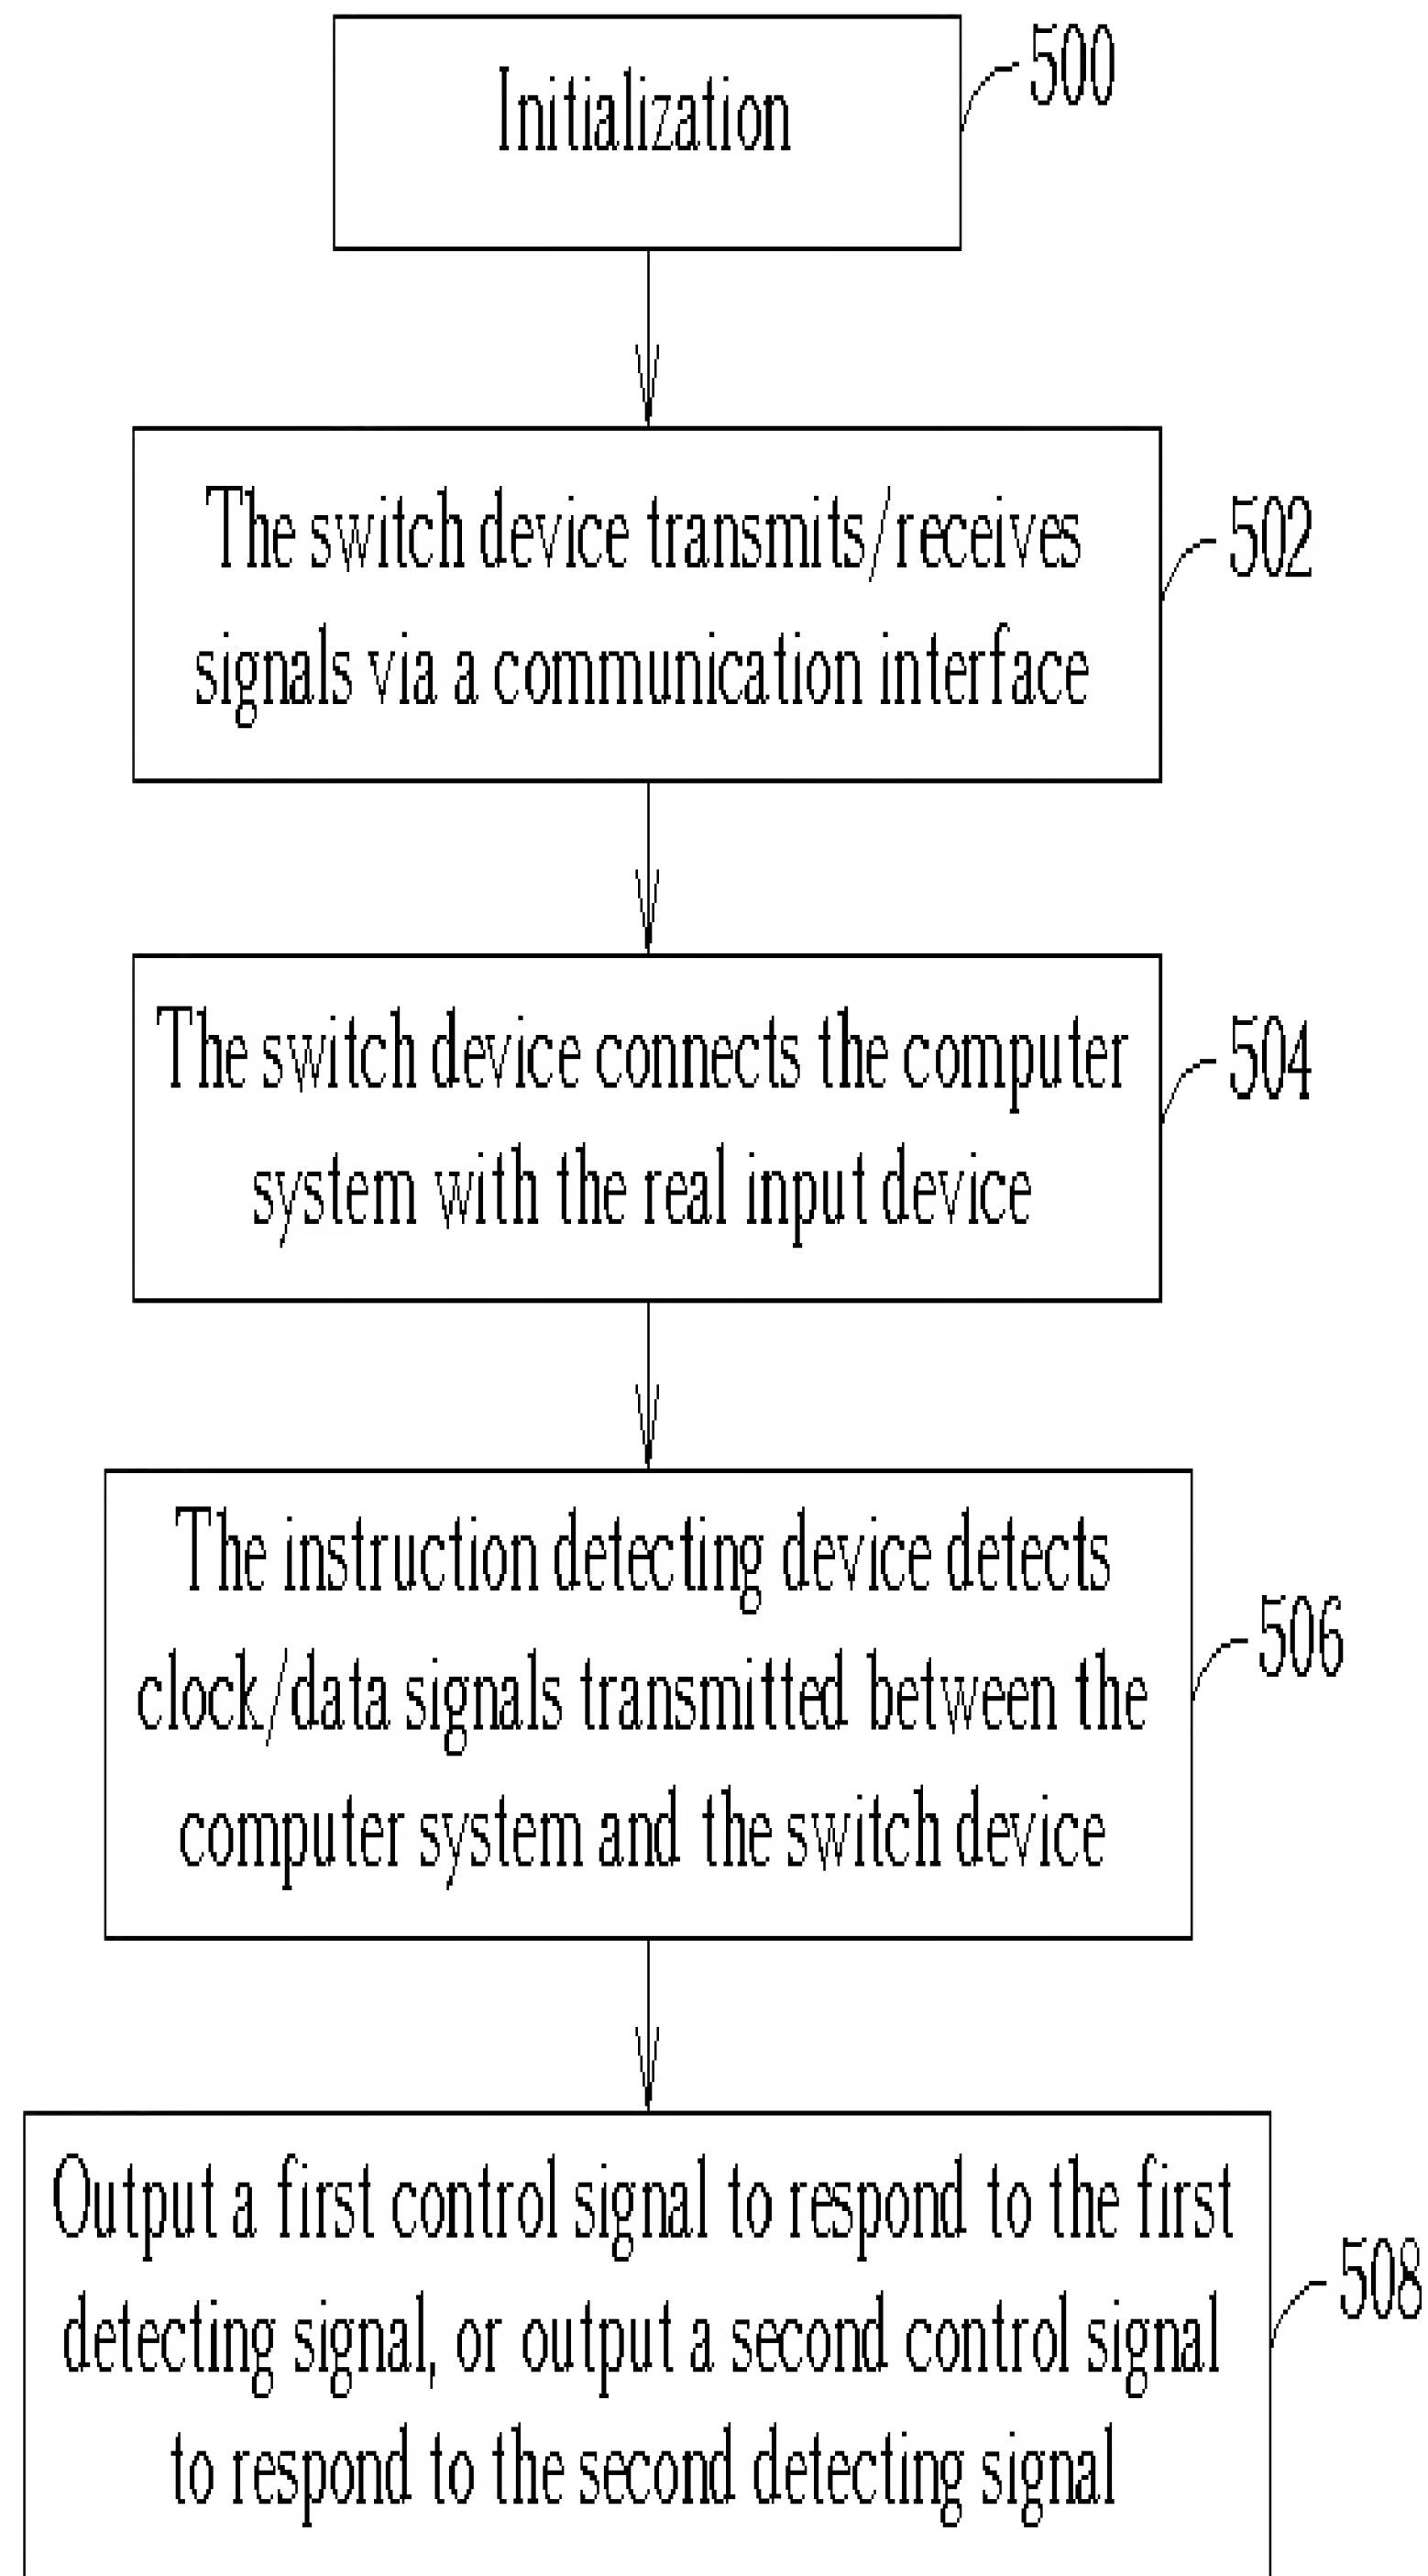 Initialization
500
The switch device transmits/receives
signals via a communication interface
502
The switch device connects the computer
system with the real input device
504
The instruction detecting device detects
clock/data signals transmitted between the
computer system and the switch device
506
Output a first control signal to respond to the first
detecting signal, or output a second control signal
to respond to the second detecting signal
508